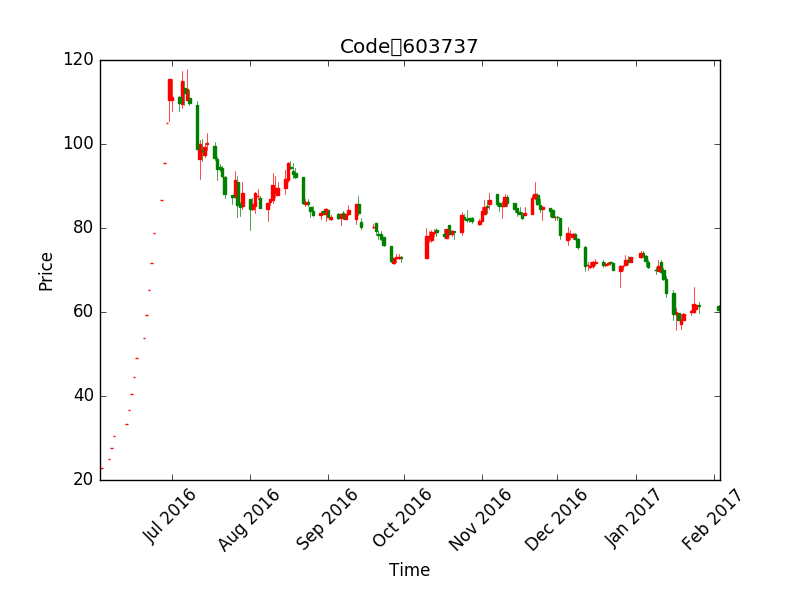 Code▯603737
120
100
80
60
40
20
Price
Jul 2016
Aug 2016
Sep 2016
Oct 2016
Nov 2016
Dec 2016
Jan 2017
Feb 2017
Time